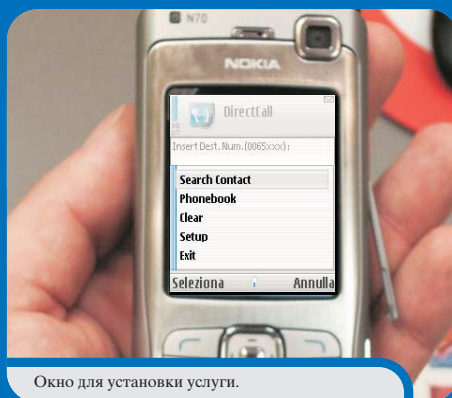 N70
NOKIA
DirectCall
Insert Dest. Num.(0065xxx):
Search Contact
Phonebook
Clear
Setup
Exit
Seleziona Annulla
Окно для установки услуги.